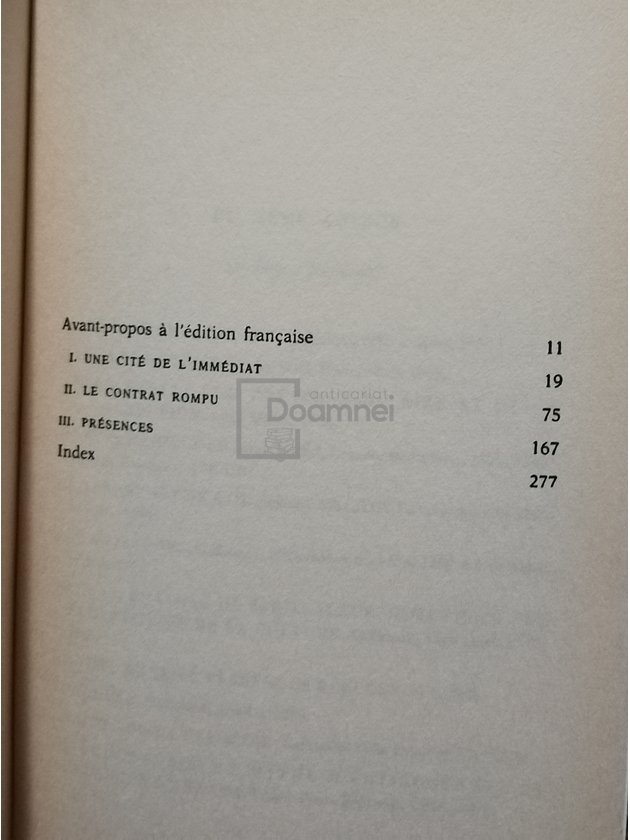 Avant-propos à l'édition française 11
I. UNE CITÉ DE L'IMMÉDIAT 19
II. LE CONTRAT ROMPU 75
III. PRÉSENCES 167
Index 277
anticariat
Doamnei